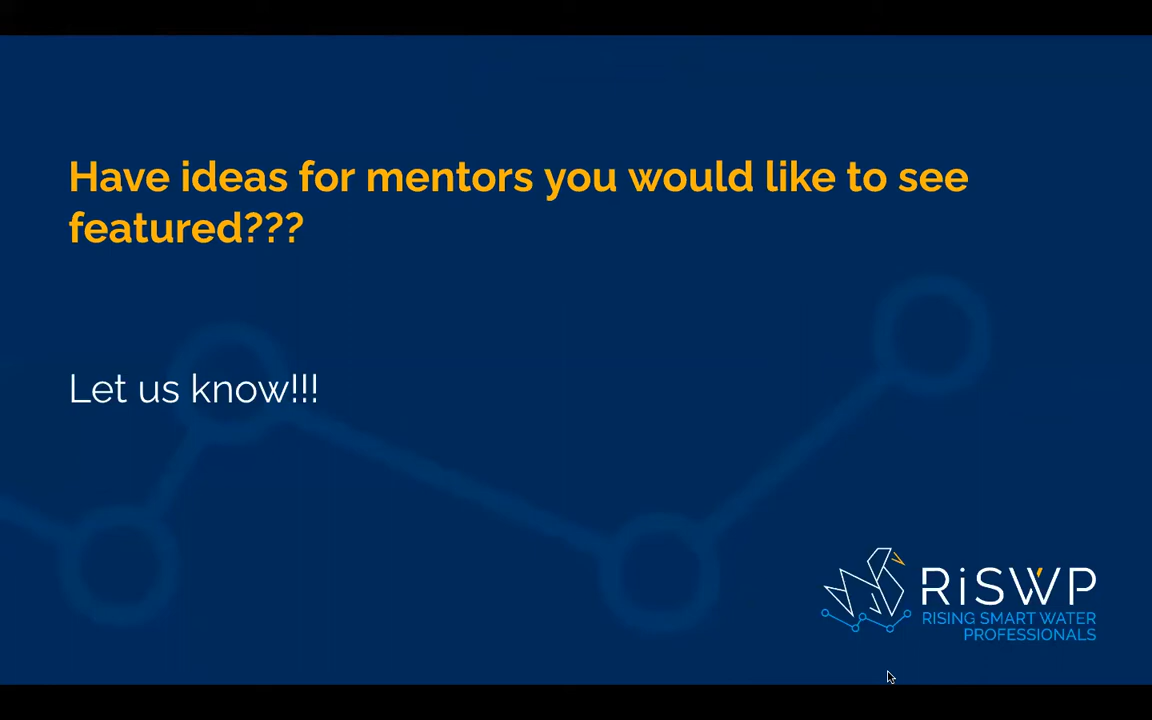 Have ideas for mentors you would like to see
featured???
Let us know!!!
RiSWP
RISING SMART WATER
PROFESSIONALS